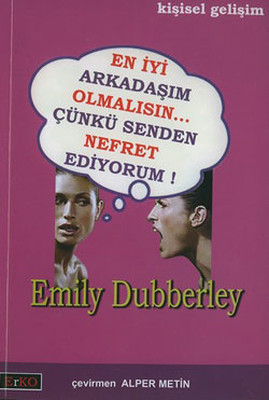 kişisel gelişim
EN İYİ
ARKADAŞIM
OLMALISIN...
ÇÜNKÜ SENDEN
NEFRET
EDİYORUM !
Emily Dubberley
ErKO
çevirmen ALPER METİN